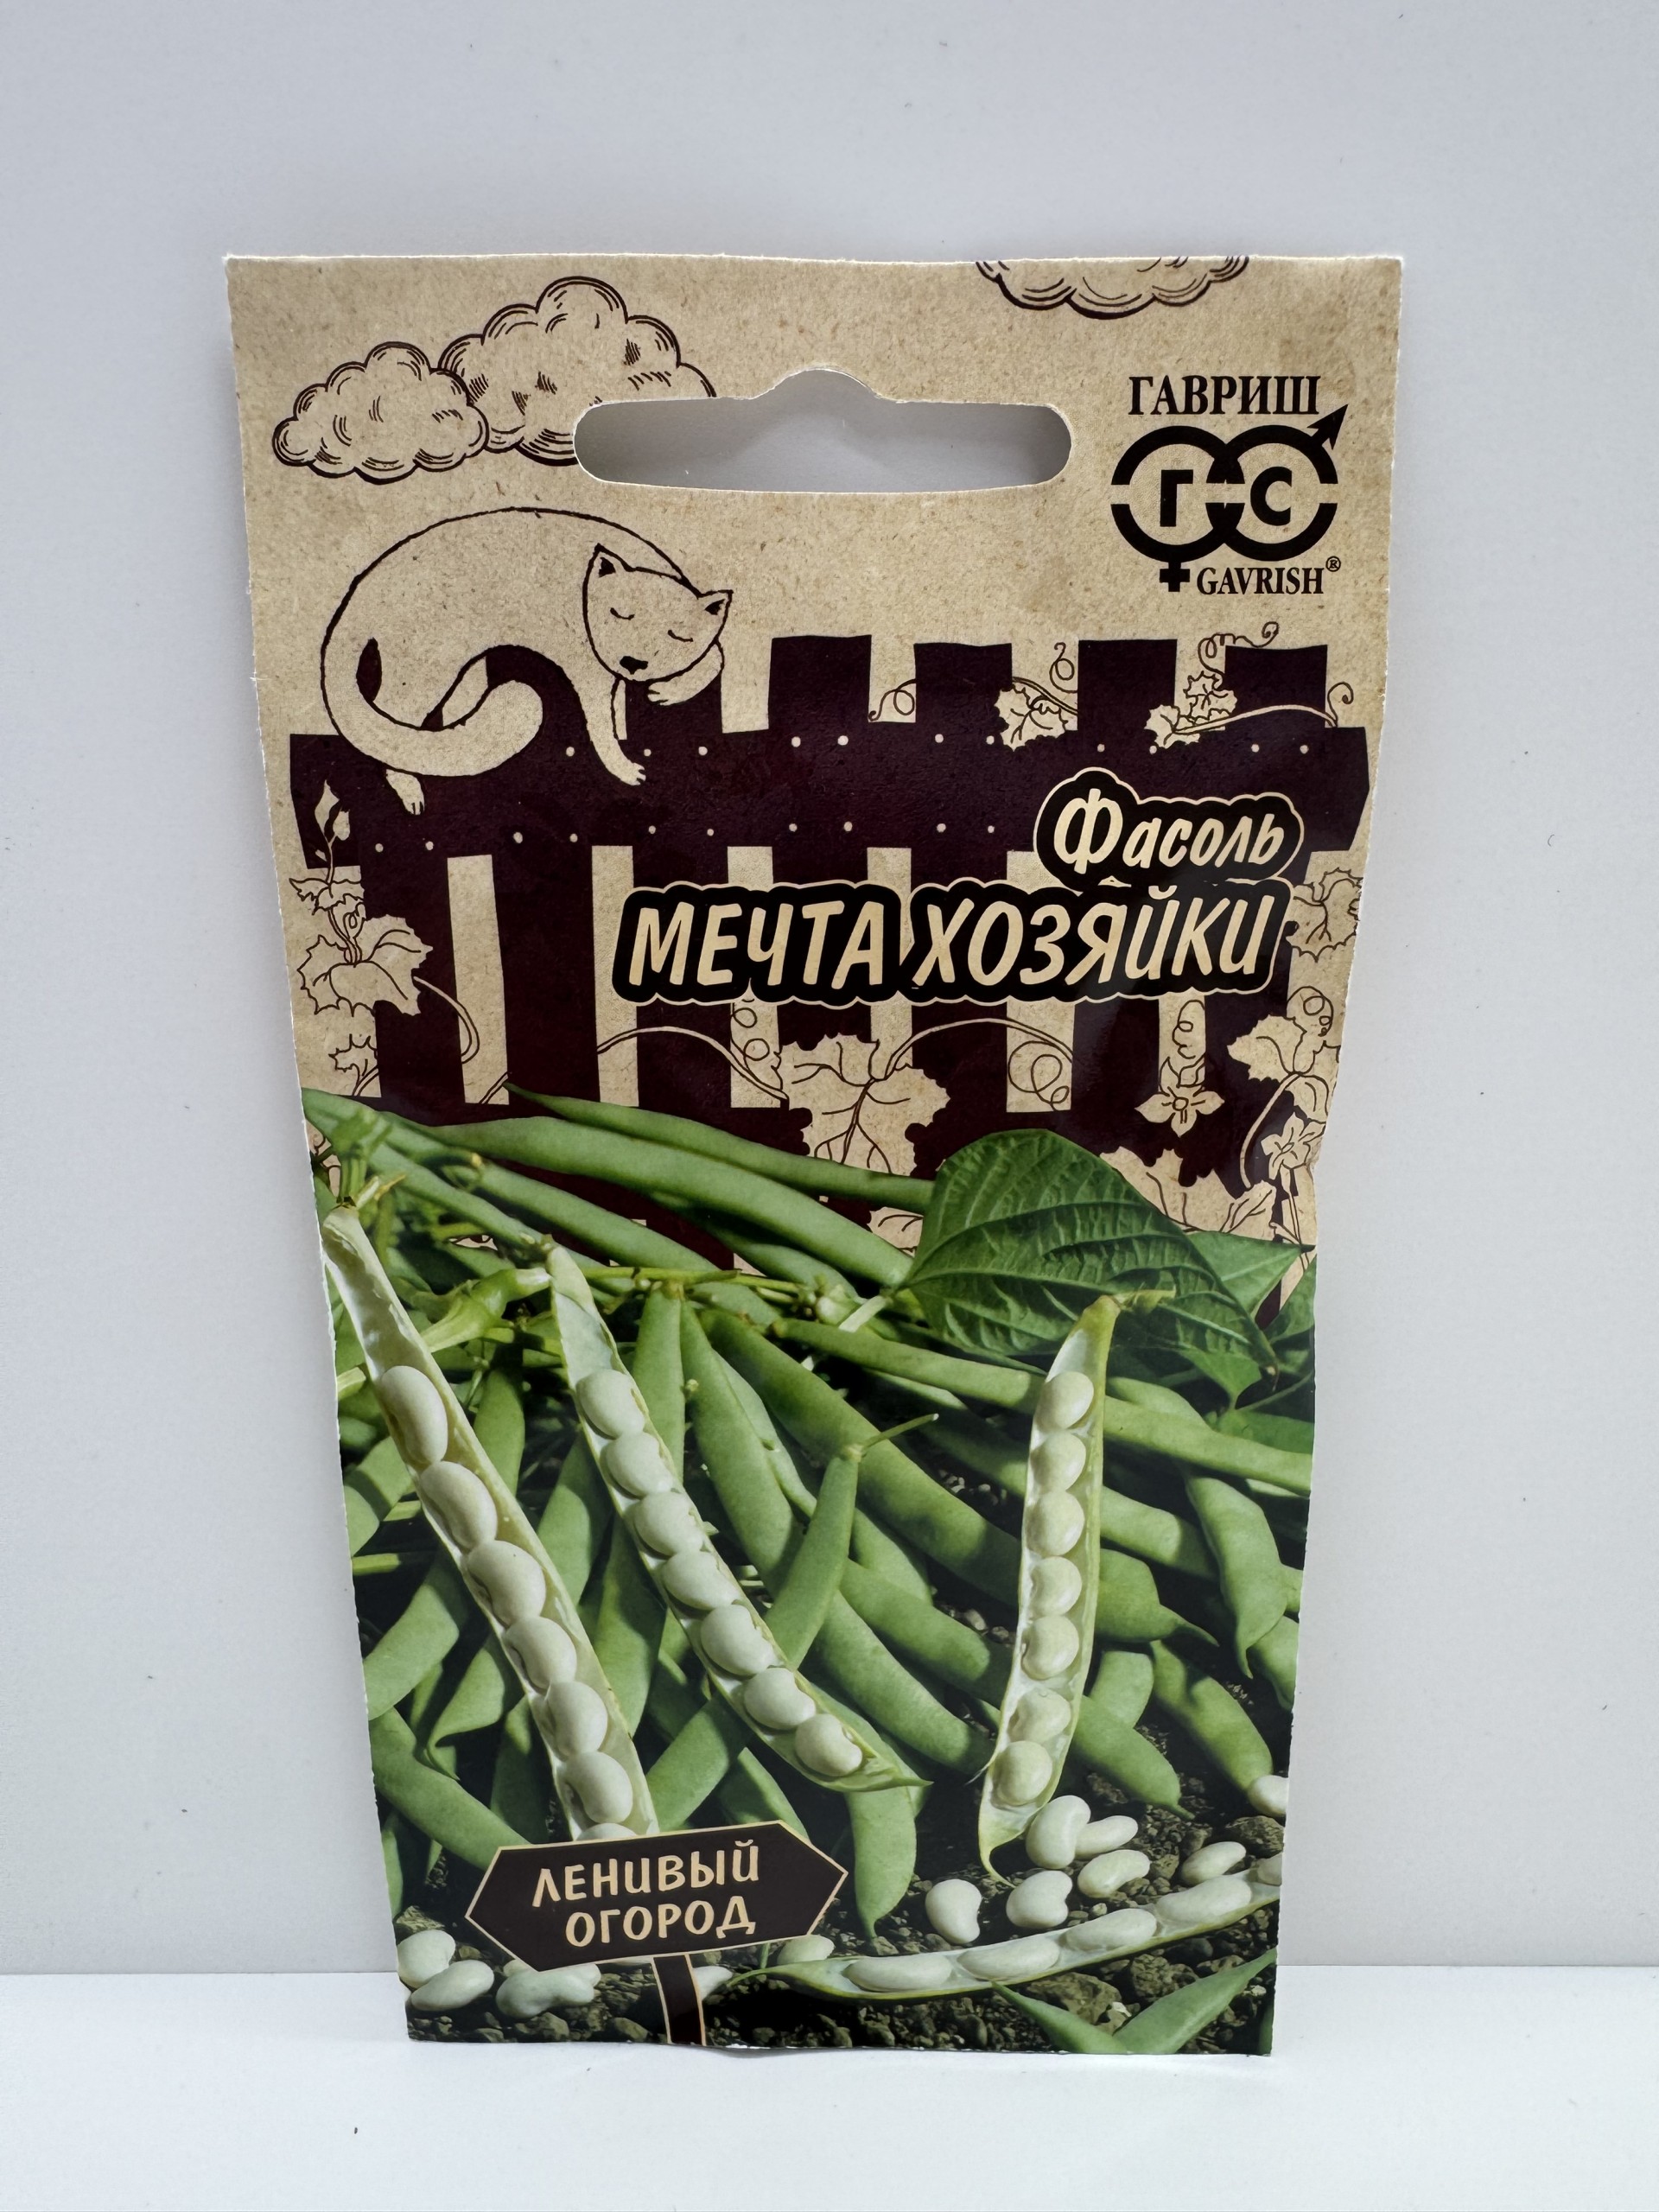 ГАВРИШ
ГС
GAVRISH®
Фасоль
МЕЧТА ХОЗЯЙКИ
ЛЕНИВЫЙ
ОГОРОД